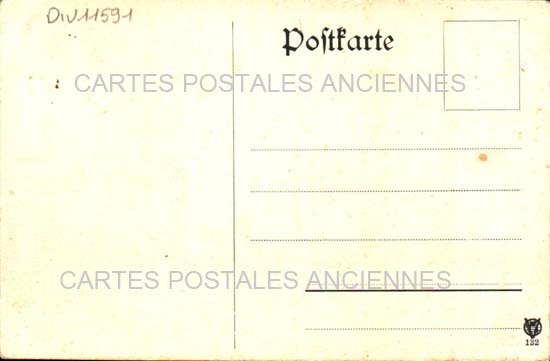 Div11591
Postkarte
CARTES POSTALES ANCIENNES
CARTES POSTALES ANCIENNES
132